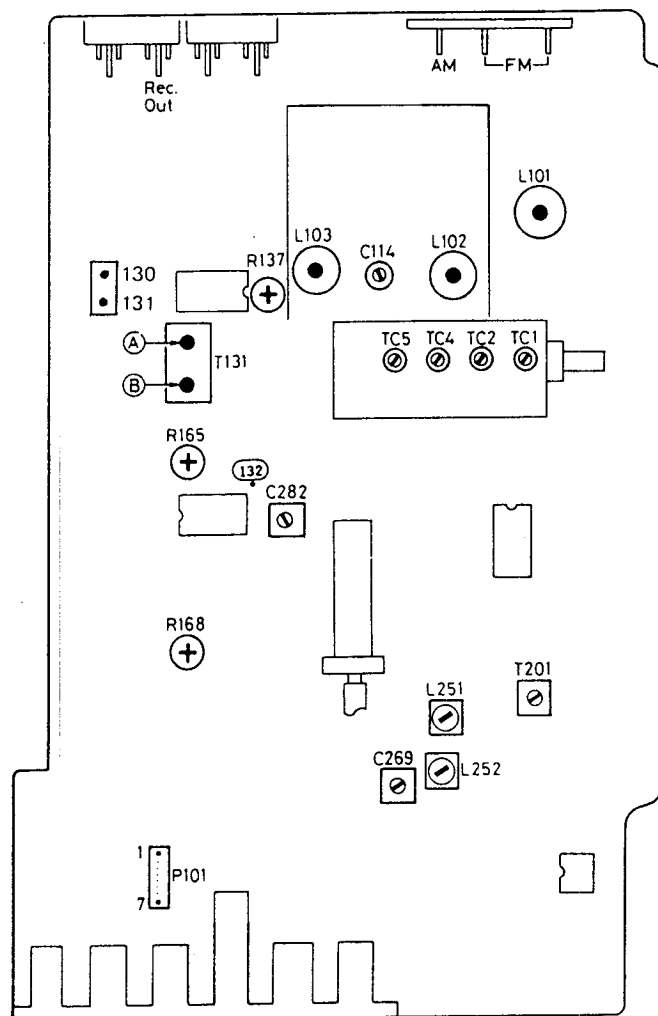 AM FM
Rec.
Out
L101
L103
C114
L102
R137
130
131
A
T131
B
TC5 TC4 TC2 TC1
R165
132
C282
R168
L251
T201
C269
L252
1
P101
7